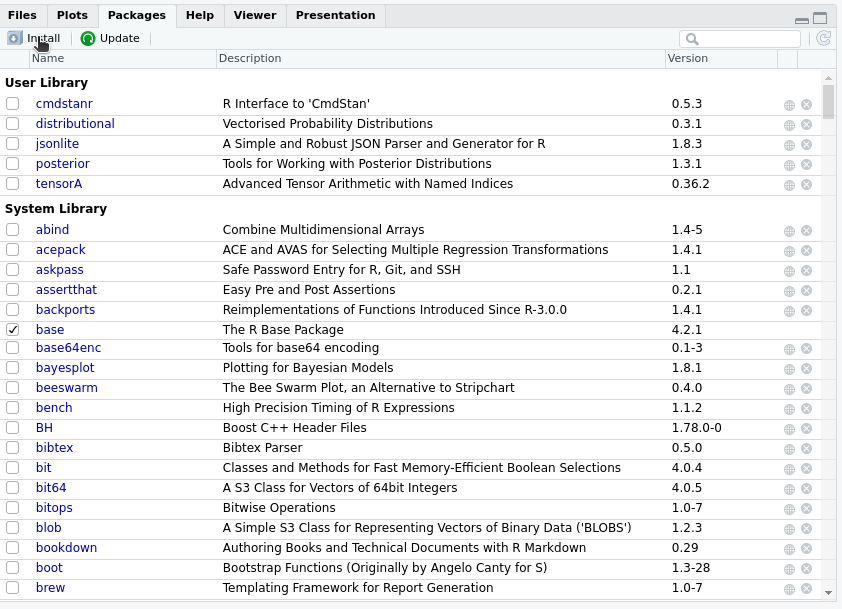 Files Plots Packages Help Viewer Presentation
Install Update
Name Description Version
User Library
cmdstanr R Interface to 'CmdStan' 0.5.3
distributional Vectorised Probability Distributions 0.3.1
jsonlite A Simple and Robust JSON Parser and Generator for R 1.8.3
posterior Tools for Working with Posterior Distributions 1.3.1
tensorA Advanced Tensor Arithmetic with Named Indices 0.36.2
System Library
abind Combine Multidimensional Arrays 1.4-5
acepack ACE and AVAS for Selecting Multiple Regression Transformations 1.4.1
askpass Safe Password Entry for R, Git, and SSH 1.1
assertthat Easy Pre and Post Assertions 0.2.1
backports Reimplementations of Functions Introduced Since R-3.0.0 1.4.1
base The R Base Package 4.2.1
base64enc Tools for base64 encoding 0.1-3
bayesplot Plotting for Bayesian Models 1.8.1
beeswarm The Bee Swarm Plot, an Alternative to Stripchart 0.4.0
bench High Precision Timing of R Expressions 1.1.2
BH Boost C++ Header Files 1.78.0-0
bibtex Bibtex Parser 0.5.0
bit Classes and Methods for Fast Memory-Efficient Boolean Selections 4.0.4
bit64 A S3 Class for Vectors of 64bit Integers 4.0.5
bitops Bitwise Operations 1.0-7
blob A Simple S3 Class for Representing Vectors of Binary Data ('BLOBS') 1.2.3
bookdown Authoring Books and Technical Documents with R Markdown 0.29
boot Bootstrap Functions (Originally by Angelo Canty for S) 1.3-28
brew Templating Framework for Report Generation 1.0-7